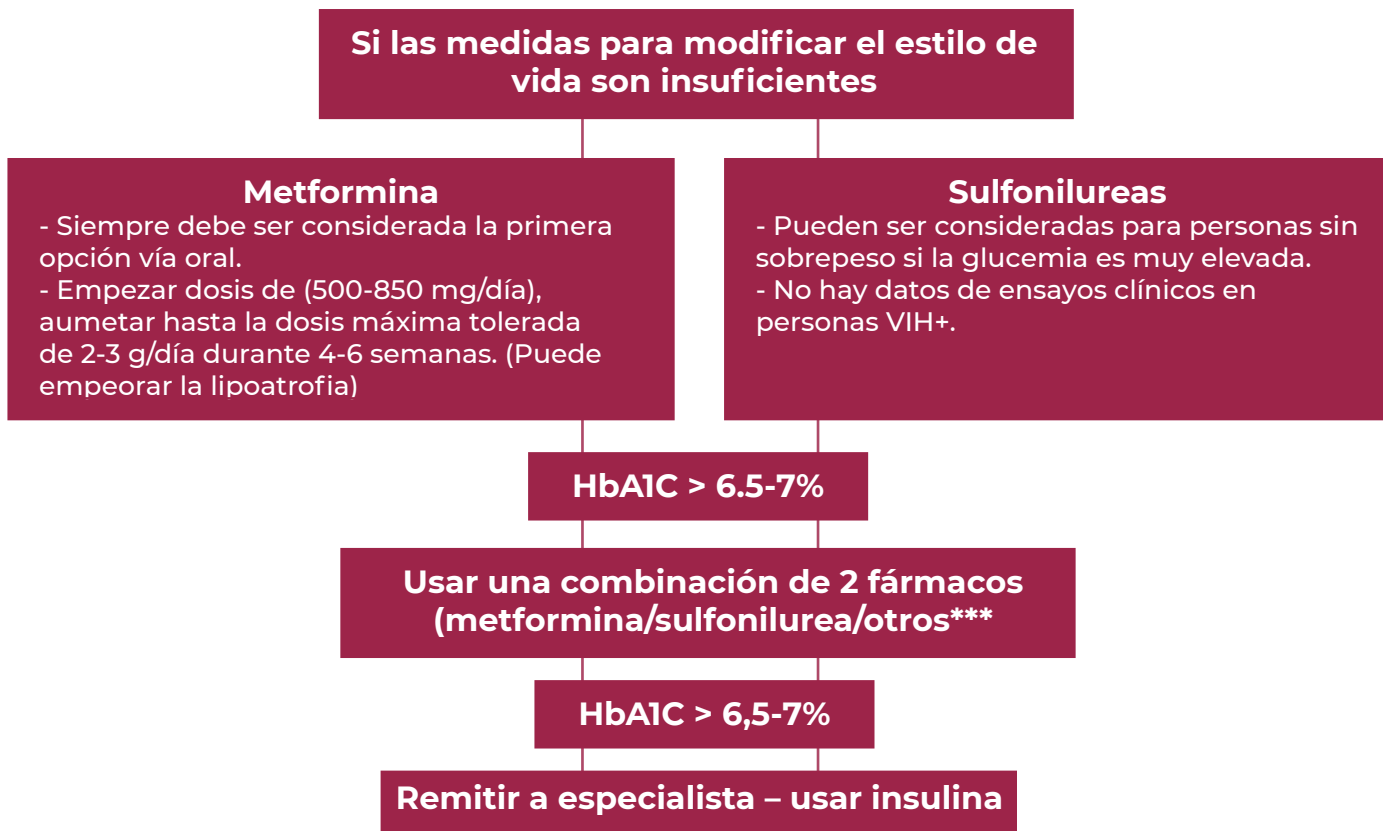 Si las medidas para modificar el estilo de
vida son insuficientes
Metformina
- Siempre debe ser considerada la primera
opción vía oral.
- Empezar dosis de (500-850 mg/día),
aumetar hasta la dosis máxima tolerada
de 2-3 g/día durante 4-6 semanas. (Puede
empeorar la lipoatrofia)
Sulfonilureas
- Pueden ser consideradas para personas sin
sobrepeso si la glucemia es muy elevada.
- No hay datos de ensayos clínicos en
personas VIH+.
HbA1C > 6.5-7%
Usar una combinación de 2 fármacos
(metformina/sulfonilurea/otros***
HbA1C > 6,5-7%
Remitir a especialista – usar insulina